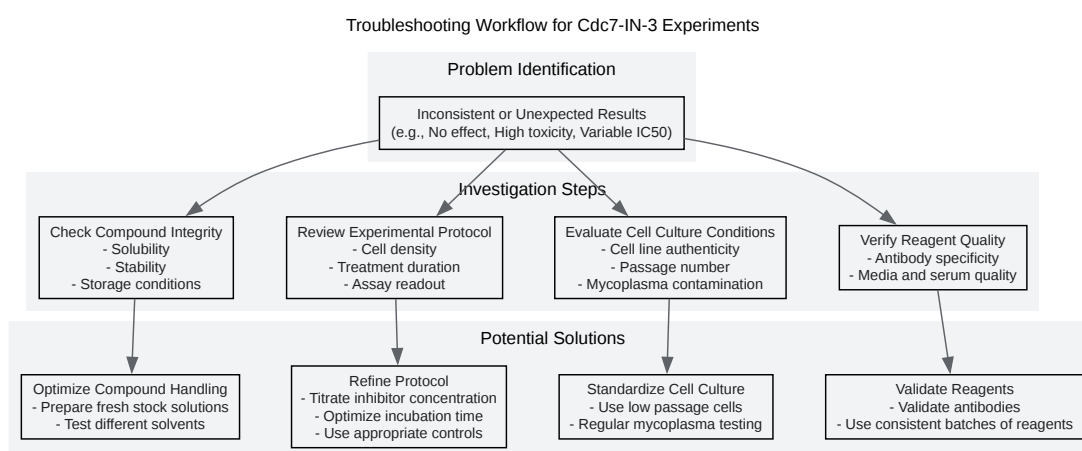 Troubleshooting Workflow for Cdc7-IN-3 Experiments
Problem Identification
Inconsistent or Unexpected Results
(e.g., No effect, High toxicity, Variable IC50)
Investigation Steps
Check Compound Integrity
- Solubility
- Stability
- Storage conditions
Review Experimental Protocol
- Cell density
- Treatment duration
- Assay readout
Evaluate Cell Culture Conditions
- Cell line authenticity
- Passage number
- Mycoplasma contamination
Verify Reagent Quality
- Antibody specificity
- Media and serum quality
Potential Solutions
Optimize Compound Handling
- Prepare fresh stock solutions
- Test different solvents
Refine Protocol
- Titrate inhibitor concentration
- Optimize incubation time
- Use appropriate controls
Standardize Cell Culture
- Use low passage cells
- Regular mycoplasma testing
Validate Reagents
- Validate antibodies
- Use consistent batches of reagents